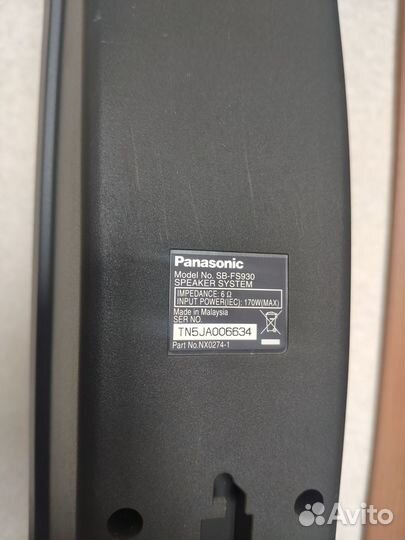 Panasonic
Model No. SB-FS930
SPEAKER SYSTEM
IMPEDANCE: 6 Ω
INPUT POWER(IEC): 170W(MAX)
Made in Malaysia
SER NO.
TN5JA006634
Part No.NX0274-1
Avito